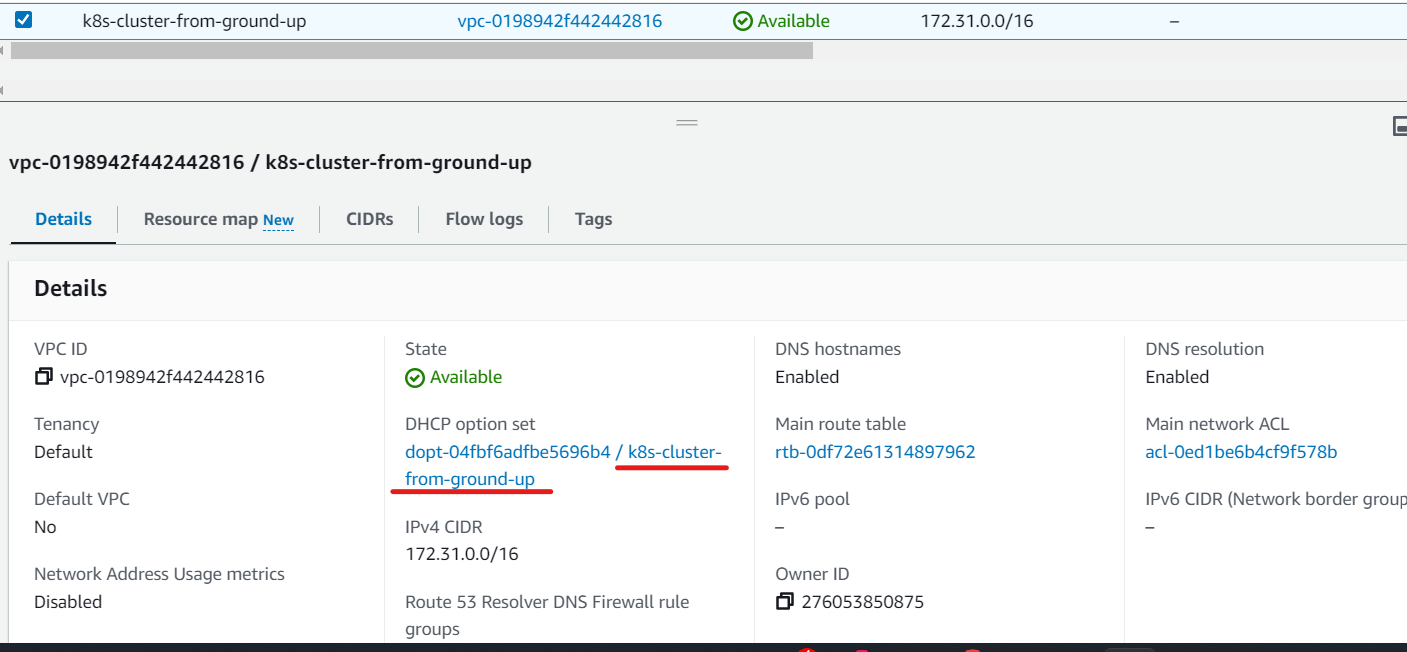 k8s-cluster-from-ground-up vpc-0198942f442442816 Available 172.31.0.0/16 –
vpc-0198942f442442816 / k8s-cluster-from-ground-up
Details Resource map New CIDRs Flow logs Tags
Details
VPC ID
vpc-0198942f442442816
State
Available
DNS hostnames
Enabled
DNS resolution
Enabled
Tenancy
Default
DHCP option set
dopt-04fbf6adfbe5696b4 / k8s-cluster-
from-ground-up
Main route table
rtb-0df72e61314897962
Main network ACL
acl-0ed1be6b4cf9f578b
Default VPC
No
IPv4 CIDR
172.31.0.0/16
IPv6 pool
–
IPv6 CIDR (Network border group
–
Network Address Usage metrics
Disabled
Route 53 Resolver DNS Firewall rule
groups
Owner ID
276053850875